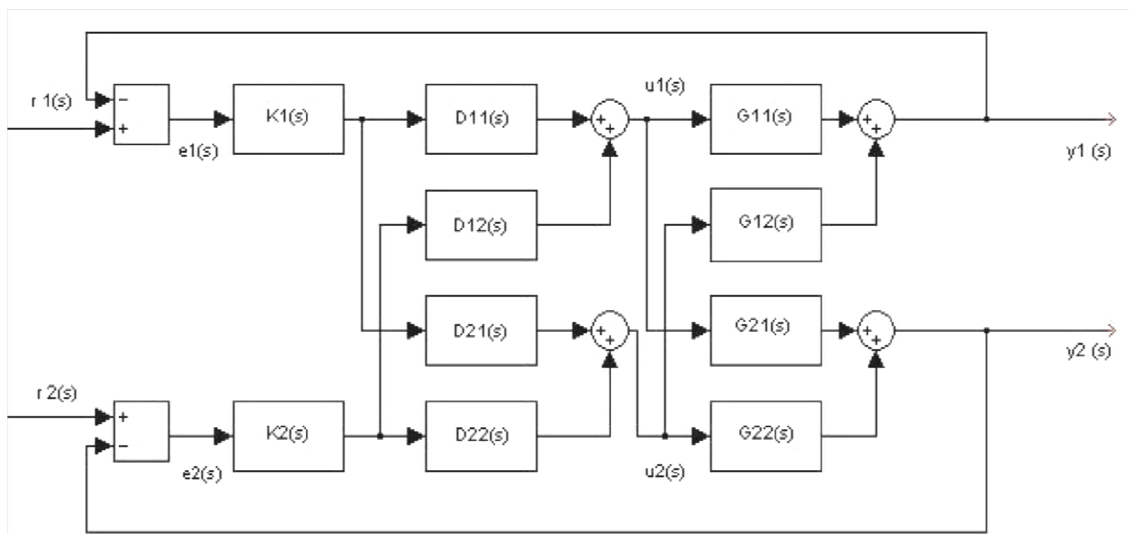 r 1(s)
−
+
e1(s)
K1(s)
D11(s)
+
+
u1(s)
G11(s)
+
+
y1 (s)
D12(s)
G12(s)
D21(s)
+
+
G21(s)
+
+
y2 (s)
r 2(s)
+
−
e2(s)
K2(s)
D22(s)
u2(s)
G22(s)